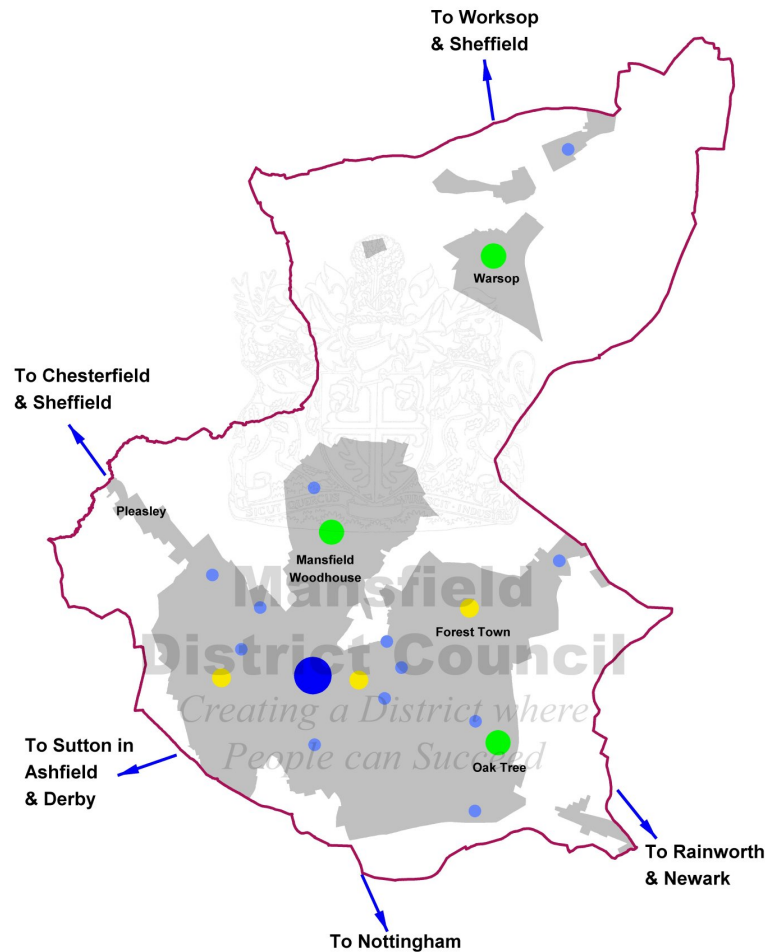 To Worksop
& Sheffield
Warsop
To Chesterfield
& Sheffield
Pleasley
Mansfield
Woodhouse
Mansfield
Forest Town
District Council
Creating a District where
People can Succeed
To Sutton in
Ashfield
& Derby
Oak Tree
To Rainworth
& Newark
To Nottingham